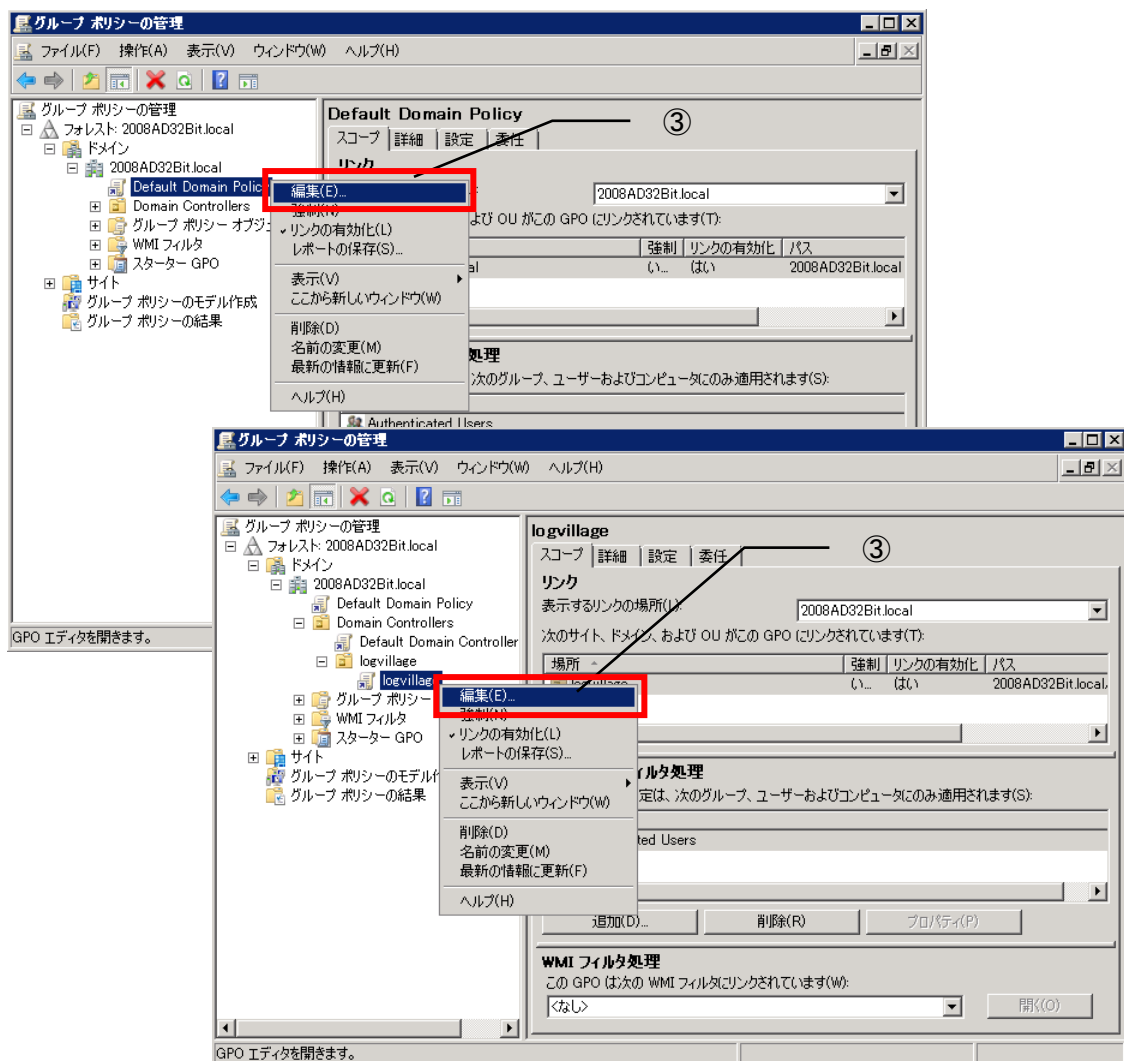 グループ ポリシーの管理
ファイル(F) 操作(A) 表示(V) ウィンドウ(W) ヘルプ(H)
グループ ポリシーの管理
フォレスト: 2008AD32Bit.local
ドメイン
2008AD32Bit.local
Default Domain Polic
Domain Controllers
グループ ポリシー オブジ
WMI フィルタ
スターター GPO
サイト
グループ ポリシーのモデル作成
グループ ポリシーの結果
Default Domain Policy
③
スコープ 詳細 設定 委任
リンク
2008AD32Bit.local
および OU がこの GPO にリンクされています(T):
強制 リンクの有効化 パス
al い... はい 2008AD32Bit.local
処理
次のグループ、ユーザーおよびコンピュータにのみ適用されます(S):
Authenticated Users
編集(E)...
強制(N)
リンクの有効化(L)
レポートの保存(S)...
表示(V)
ここから新しいウィンドウ(W)
削除(D)
名前の変更(M)
最新の情報に更新(F)
ヘルプ(H)
GPO エディタを開きます。
グループ ポリシーの管理
ファイル(F) 操作(A) 表示(V) ウィンドウ(W) ヘルプ(H)
グループ ポリシーの管理
フォレスト: 2008AD32Bit.local
ドメイン
2008AD32Bit.local
Default Domain Policy
Domain Controllers
Default Domain Controller
logvillage
logvillage
グループ ポリシー
WMI フィルタ
スターター GPO
サイト
グループ ポリシーのモデル作
グループ ポリシーの結果
logvillage
③
スコープ 詳細 設定 委任
リンク
表示するリンクの場所(L): 2008AD32Bit.local
次のサイト、ドメイン、および OU がこの GPO にリンクされています(T):
場所 強制 リンクの有効化 パス
logvillage い... はい 2008AD32Bit.local/
ィルタ処理
定は、次のグループ、ユーザーおよびコンピュータにのみ適用されます(S):
ted Users
追加(D)... 削除(R) プロパティ(P)
WMI フィルタ処理
この GPO は次の WMI フィルタにリンクされています(W):
<なし> 開く(O)
編集(E)...
強制(N)
リンクの有効化(L)
レポートの保存(S)...
表示(V)
ここから新しいウィンドウ(W)
削除(D)
名前の変更(M)
最新の情報に更新(F)
ヘルプ(H)
GPO エディタを開きます。